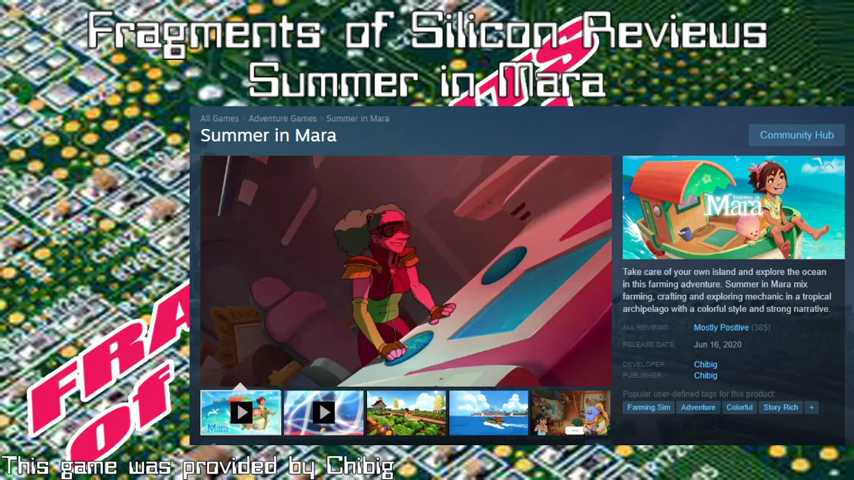 Fragments of Silicon Reviews
Summer in Mara
All Games > Adventure Games > Summer in Mara
Summer in Mara
Community Hub
Mara
Take care of your own island and explore the ocean
in this farming adventure. Summer in Mara mix
farming, crafting and exploring mechanic in a tropical
archipelago with a colorful style and strong narrative.
ALL REVIEWS: Mostly Positive (365)
RELEASE DATE: Jun 16, 2020
DEVELOPER: Chibig
PUBLISHER: Chibig
Popular user-defined tags for this product:
Farming Sim Adventure Colorful Story Rich +
Mara
FRA
of
This game was provided by Chibig